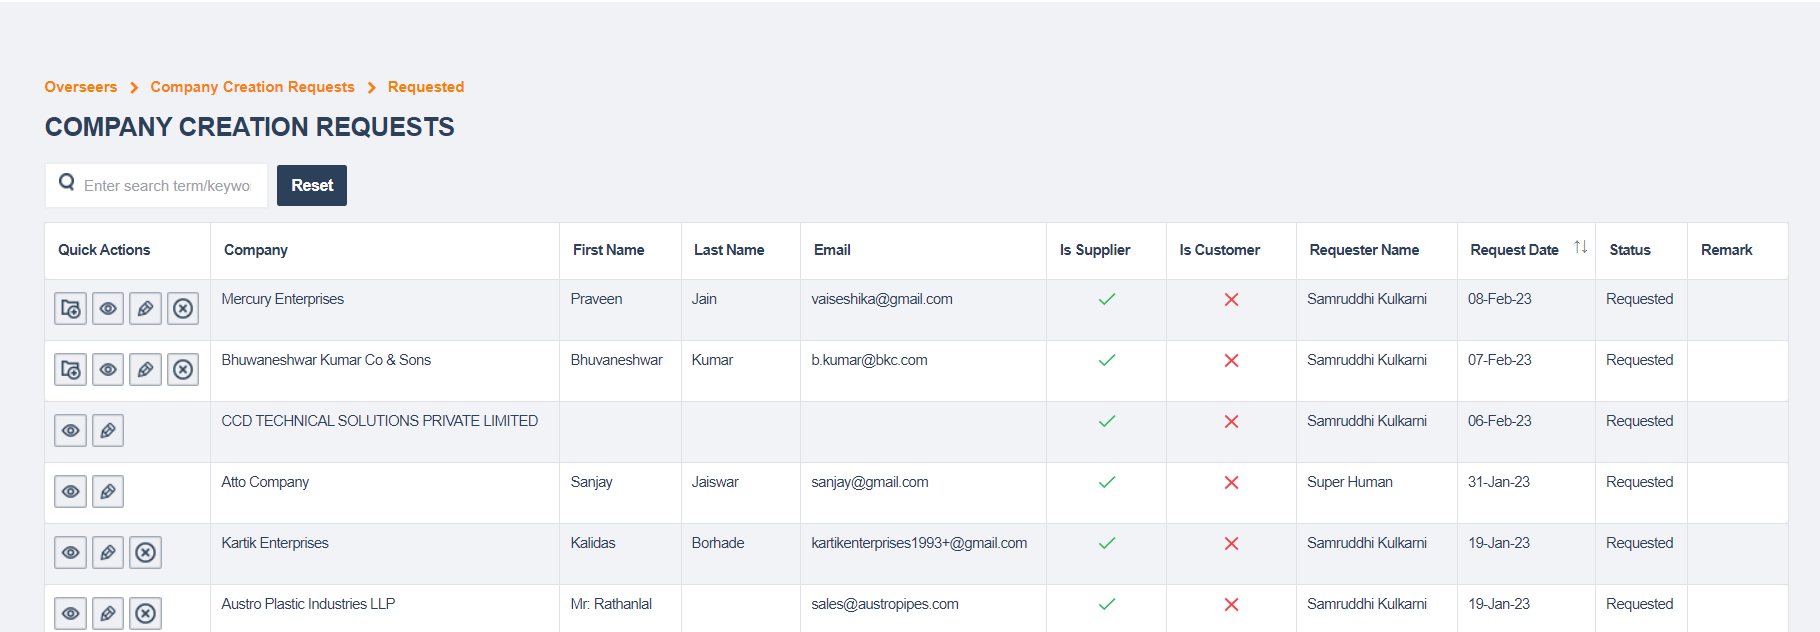 Overseers > Company Creation Requests > Requested
COMPANY CREATION REQUESTS
Enter search term/keywo Reset
Quick Actions Company First Name Last Name Email Is Supplier Is Customer Requester Name Request Date Status Remark
Mercury Enterprises Praveen Jain vaiseshika@gmail.com Samruddhi Kulkarni 08-Feb-23 Requested
Bhuwaneshwar Kumar Co & Sons Bhuvaneshwar Kumar b.kumar@bkc.com Samruddhi Kulkarni 07-Feb-23 Requested
CCD TECHNICAL SOLUTIONS PRIVATE LIMITED Samruddhi Kulkarni 06-Feb-23 Requested
Atto Company Sanjay Jaiswar sanjay@gmail.com Super Human 31-Jan-23 Requested
Kartik Enterprises Kalidas Borhade kartikenterprises1993+@gmail.com Samruddhi Kulkarni 19-Jan-23 Requested
Austro Plastic Industries LLP Mr. Rathanlal sales@austropipes.com Samruddhi Kulkarni 19-Jan-23 Requested